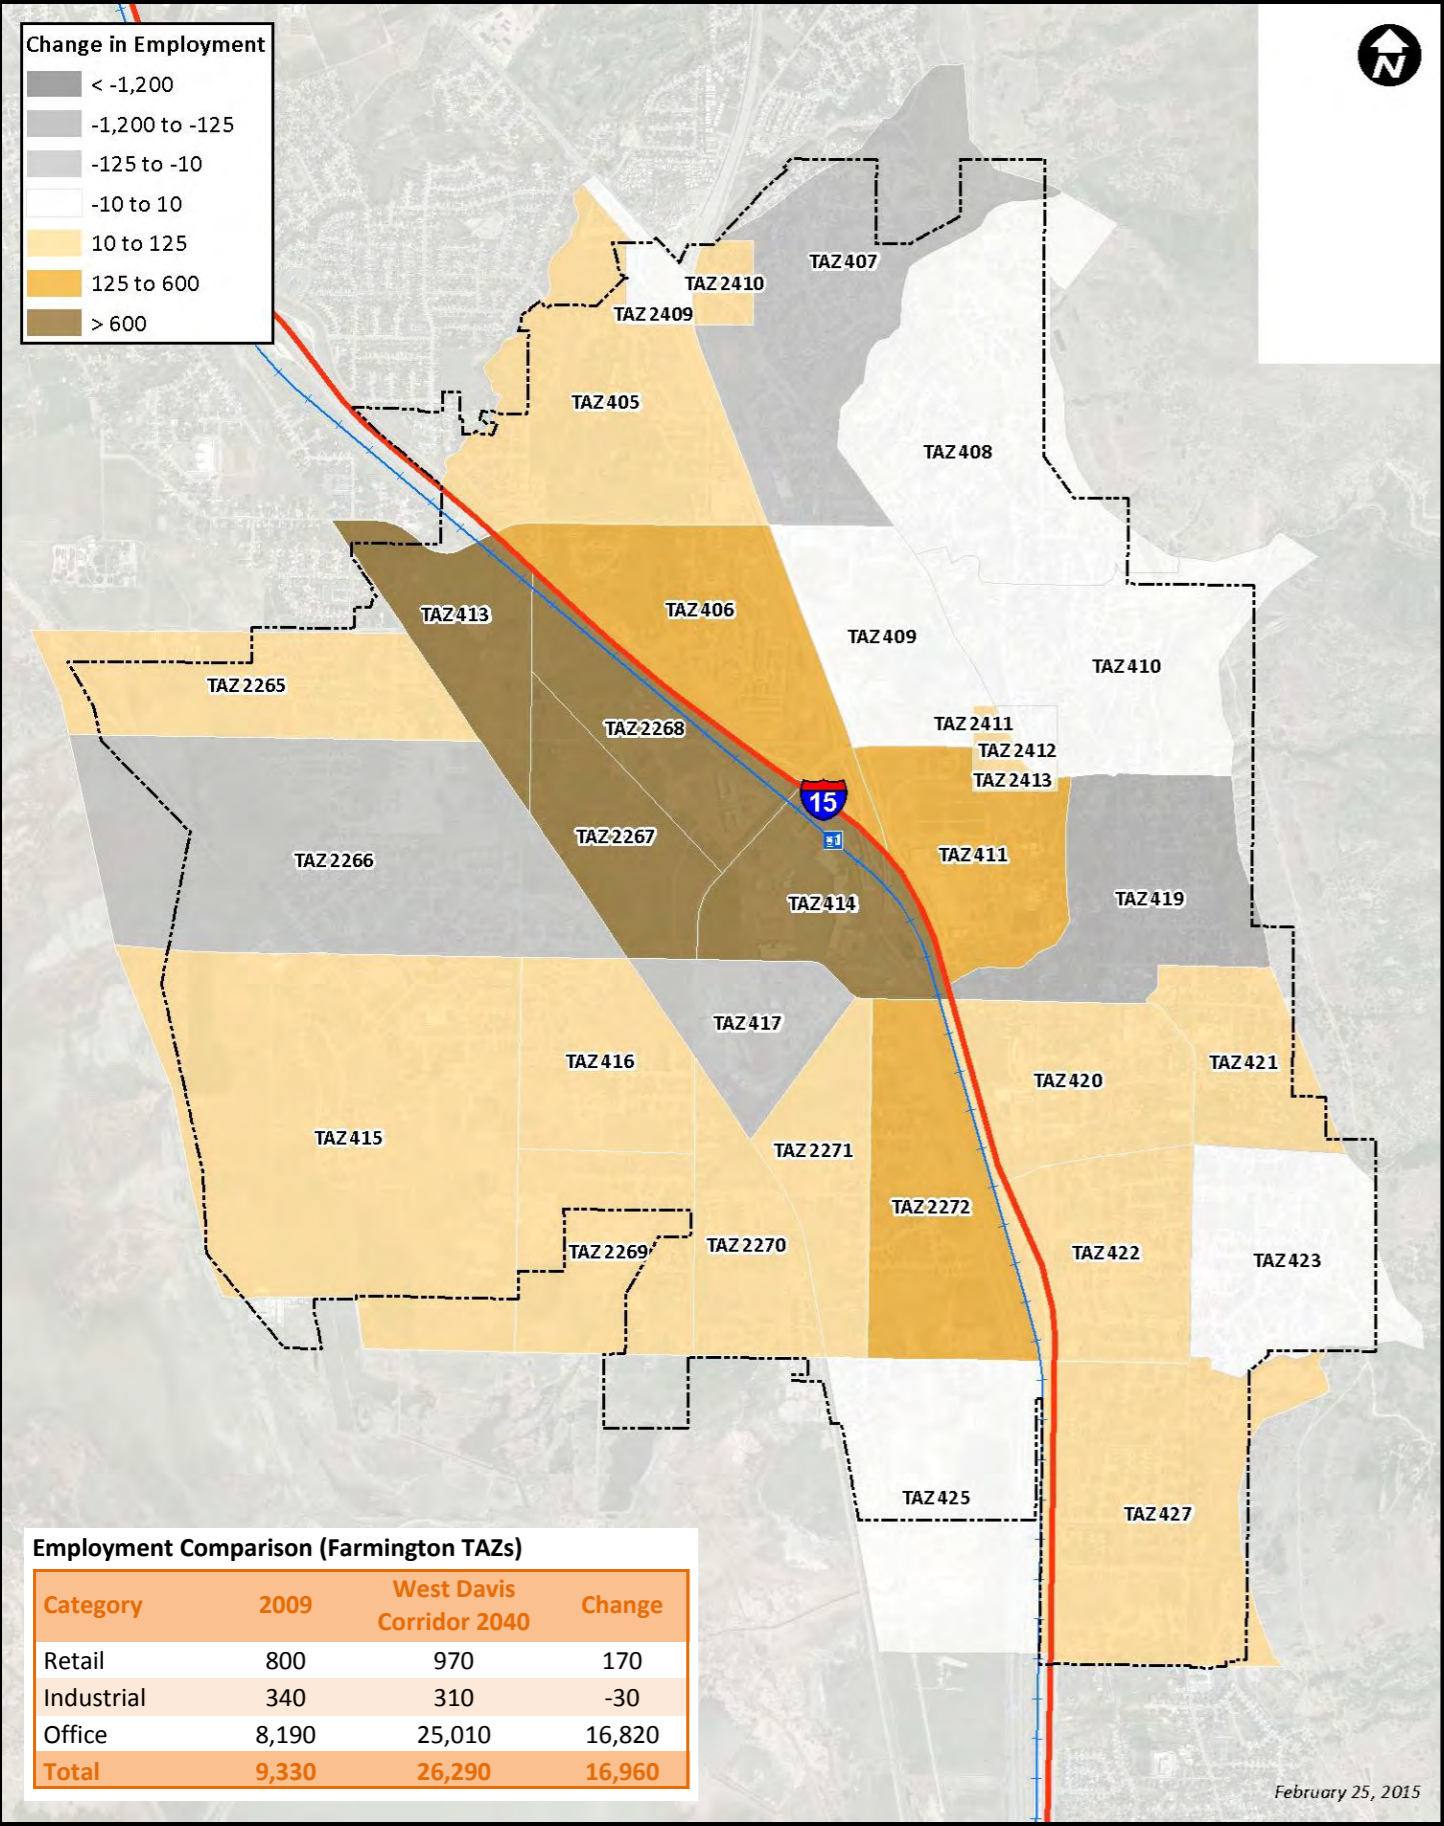 Change in Employment
< -1,200
-1,200 to -125
-125 to -10
-10 to 10
10 to 125
125 to 600
> 600
N
TAZ 407
TAZ 2410
TAZ 2409
TAZ 405
TAZ 408
TAZ 413
TAZ 406
TAZ 409
TAZ 410
TAZ 2265
TAZ 2268
TAZ 2411
TAZ 2412
TAZ 2413
15
TAZ 2267
TAZ 2266
TAZ 411
TAZ 414
TAZ 419
TAZ 417
TAZ 416
TAZ 420
TAZ 421
TAZ 415
TAZ 2271
TAZ 2272
TAZ 2269
TAZ 2270
TAZ 422
TAZ 423
TAZ 425
TAZ 427
Employment Comparison (Farmington TAZs)
Category 2009 West Davis Corridor 2040 Change
Retail 800 970 170
Industrial 340 310 -30
Office 8,190 25,010 16,820
Total 9,330 26,290 16,960
February 25, 2015